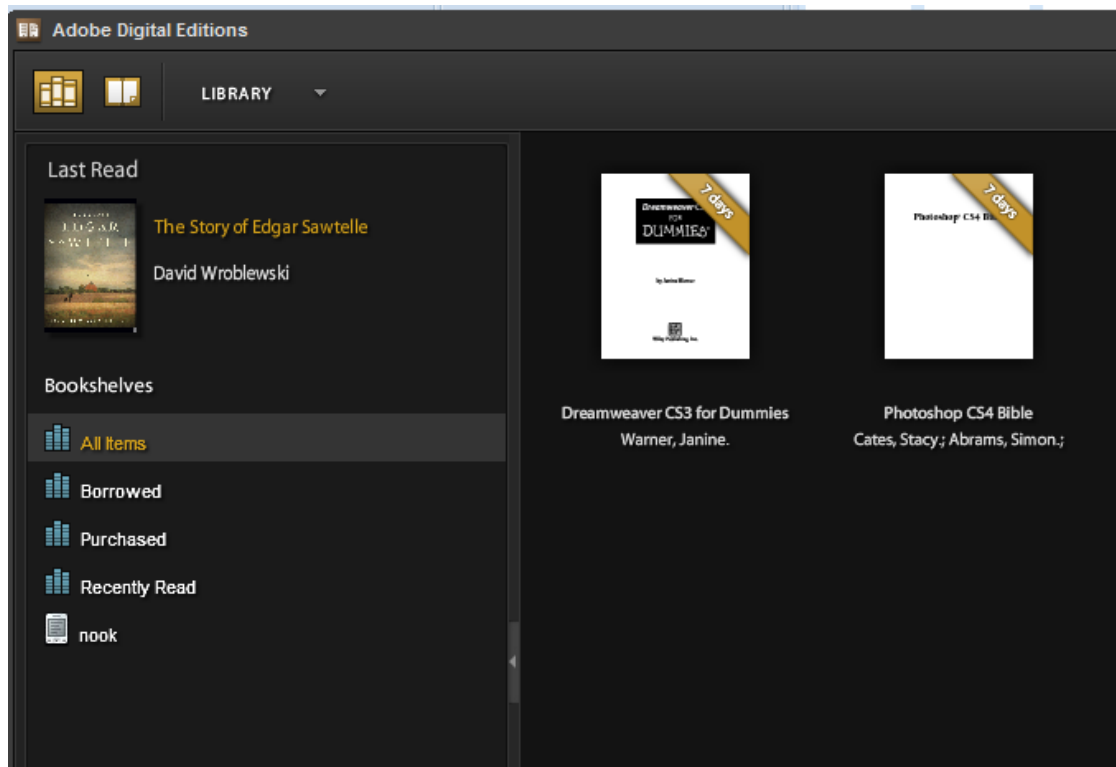 Adobe Digital Editions
LIBRARY
Last Read
EDGAR
SAWTELLE
The Story of Edgar Sawtelle
David Wroblewski
Bookshelves
All Items
Borrowed
Purchased
Recently Read
nook
7 days
FOR
DUMMIES
Dreamweaver CS3 for Dummies
Warner, Janine.
7 days
Photoshop CS4
Photoshop CS4 Bible
Cates, Stacy.; Abrams, Simon.;